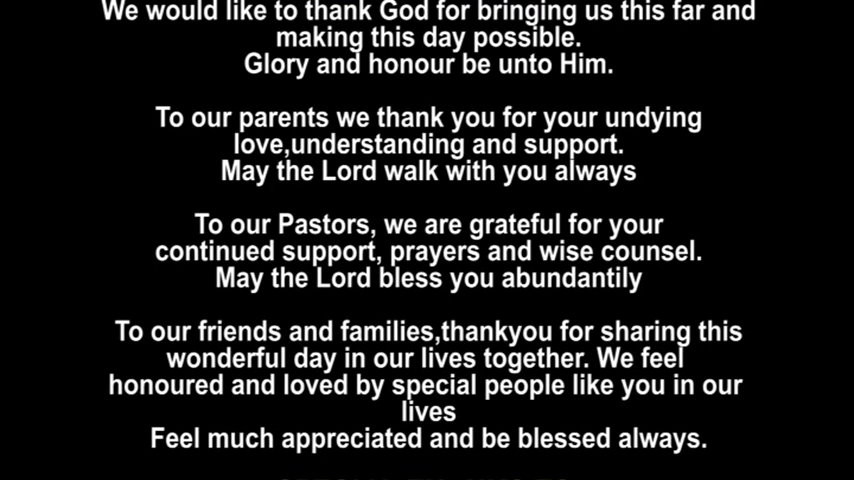 We would like to thank God for bringing us this far and
making this day possible.
Glory and honour be unto Him.
To our parents we thank you for your undying
love,understanding and support.
May the Lord walk with you always
To our Pastors, we are grateful for your
continued support, prayers and wise counsel.
May the Lord bless you abundantily
To our friends and families,thankyou for sharing this
wonderful day in our lives together. We feel
honoured and loved by special people like you in our
lives
Feel much appreciated and be blessed always.